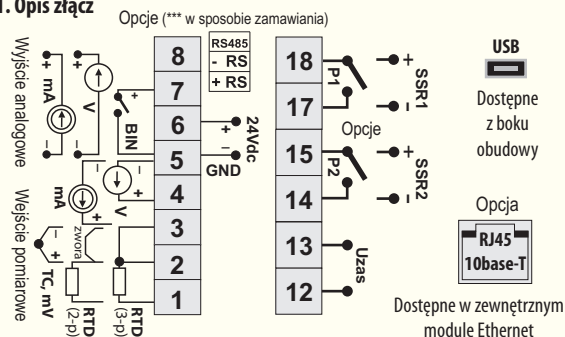 1. Opis złącz
Opcje (*** w sposobie zamawiania)
Wyjście analogowe
Wejście pomiarowe
+ mA –
+ V –
8
7
6
5
4
3
2
1
RS485
- RS
+ RS
+
BIN
+ 24Vdc
–
GND
– V
mA +
– + TC, mV
zwora
RTD
(2-p)
RTD
(3-p)
18
17
15
14
13
12
P1
+
SSR1
-
Opcje
P2
+
SSR2
-
Uzas
USB
Dostępne
z boku
obudowy
Opcja
RJ45
10base-T
Dostępne w zewnętrznym
module Ethernet